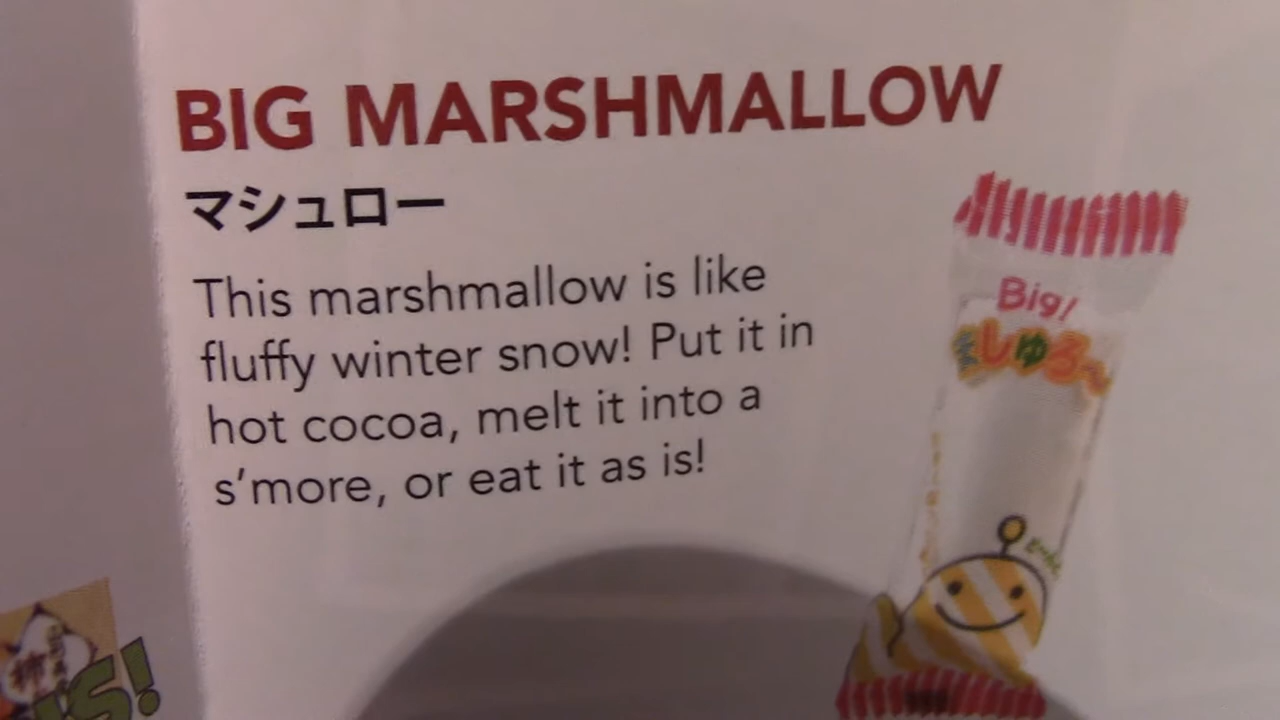 BIG MARSHMALLOW
マシュロー
This marshmallow is like
fluffy winter snow! Put it in
hot cocoa, melt it into a
s'more, or eat it as is!
Big!
ましゅろ～
S!